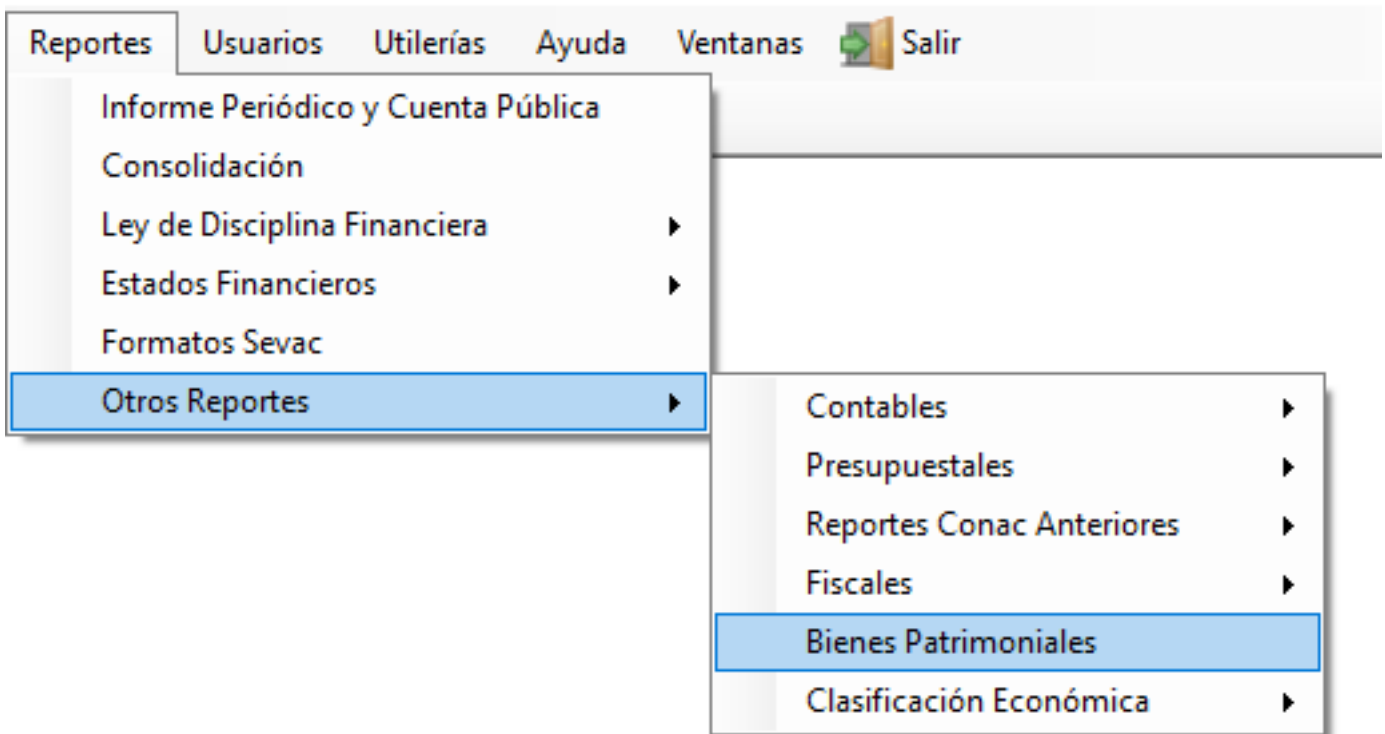 Reportes Usuarios Utilerías Ayuda Ventanas Salir
Informe Periódico y Cuenta Pública
Consolidación
Ley de Disciplina Financiera
Estados Financieros
Formatos Sevac
Otros Reportes
Contables
Presupuestales
Reportes Conac Anteriores
Fiscales
Bienes Patrimoniales
Clasificación Económica